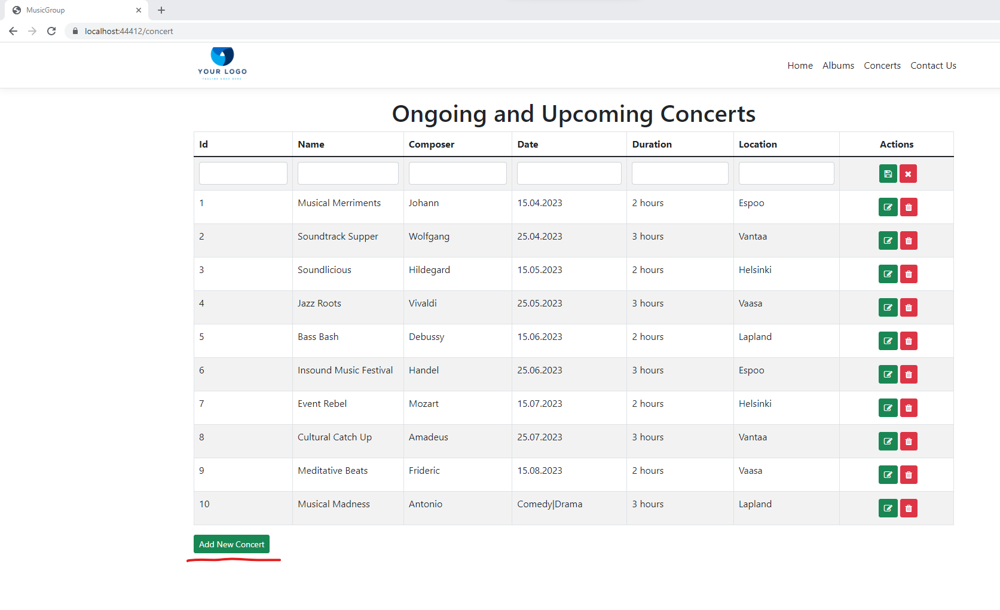 MusicGroup
localhost:44412/concert
YOUR LOGO
TAGLINE GOES HERE
Home Albums Concerts Contact Us
Ongoing and Upcoming Concerts
Id Name Composer Date Duration Location Actions
1 Musical Merriments Johann 15.04.2023 2 hours Espoo
2 Soundtrack Supper Wolfgang 25.04.2023 3 hours Vantaa
3 Soundlicious Hildegard 15.05.2023 2 hours Helsinki
4 Jazz Roots Vivaldi 25.05.2023 3 hours Vaasa
5 Bass Bash Debussy 15.06.2023 2 hours Lapland
6 Insound Music Festival Handel 25.06.2023 3 hours Espoo
7 Event Rebel Mozart 15.07.2023 2 hours Helsinki
8 Cultural Catch Up Amadeus 25.07.2023 3 hours Vantaa
9 Meditative Beats Frideric 15.08.2023 2 hours Vaasa
10 Musical Madness Antonio Comedy|Drama 3 hours Lapland
Add New Concert